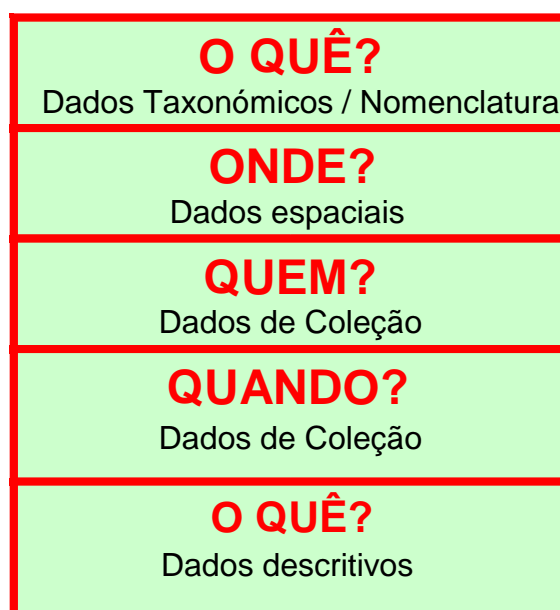 O QUÊ?
Dados Taxonómicos / Nomenclatura
ONDE?
Dados espaciais
QUEM?
Dados de Coleção
QUANDO?
Dados de Coleção
O QUÊ?
Dados descritivos